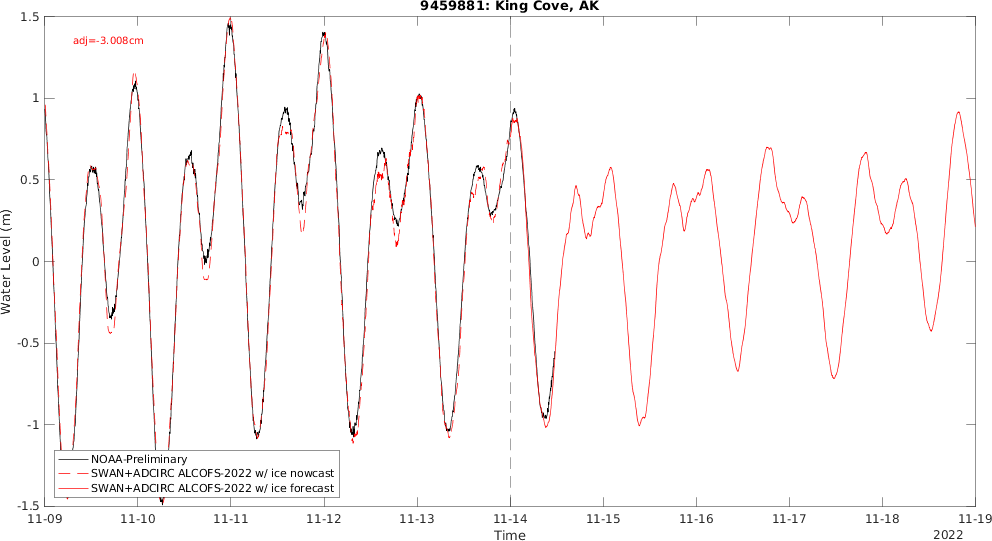 9459881: King Cove, AK
adj=-3.008cm
1.5
1
0.5
0
-0.5
-1
-1.5
Water Level (m)
NOAA-Preliminary
SWAN+ADCIRC ALCOFS-2022 w/ ice nowcast
SWAN+ADCIRC ALCOFS-2022 w/ ice forecast
11-09 11-10 11-11 11-12 11-13 11-14 11-15 11-16 11-17 11-18 11-19
Time
2022